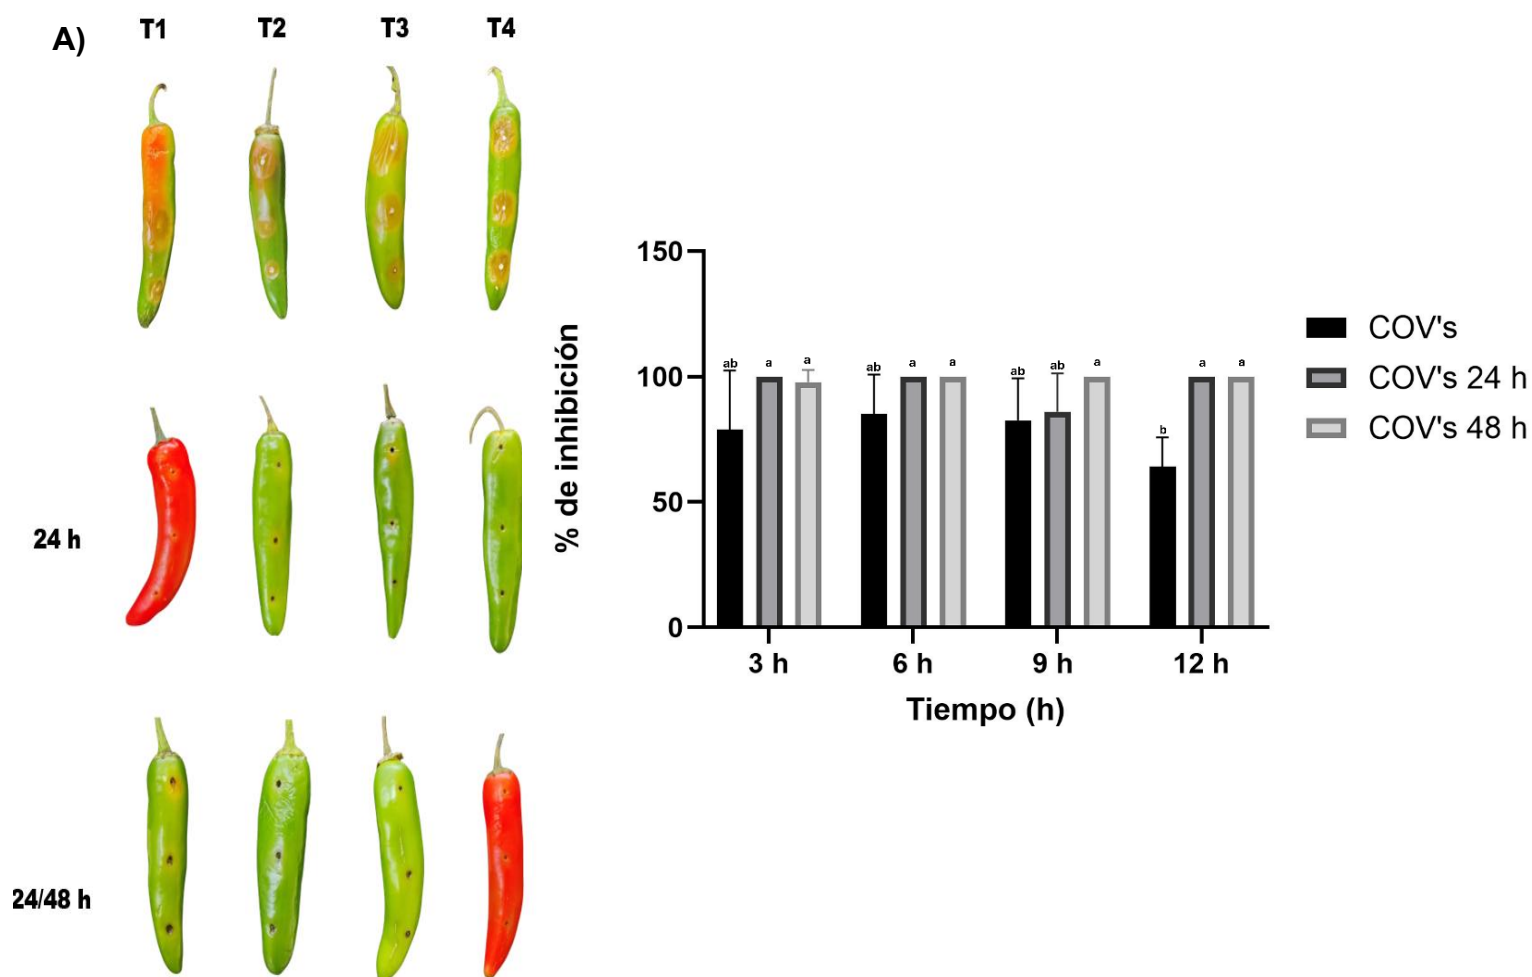 A)
T1 T2 T3 T4
24 h
24/48 h
% de inhibición
150
100
50
0
ab a a ab a a ab ab a b a a
3 h 6 h 9 h 12 h
Tiempo (h)
COV's
COV's 24 h
COV's 48 h